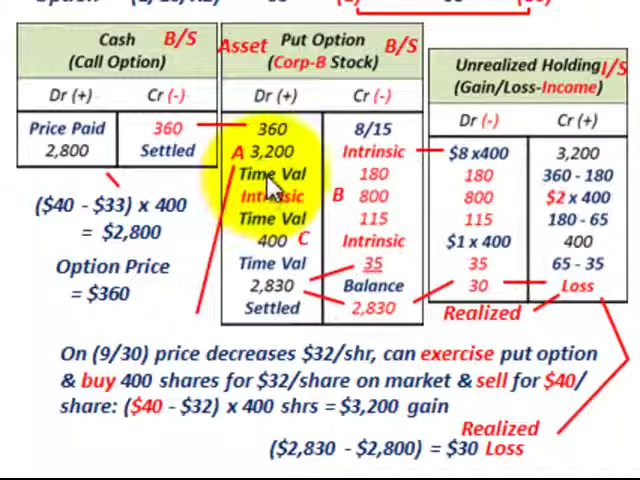 Cash B/S
(Call Option)
Dr (+) Cr (-)
Price Paid 360
2,800 Settled
($40 - $33) x 400
= $2,800
Option Price
= $360
Asset Put Option B/S
(Corp-B Stock)
Dr (+) Cr (-)
360 8/15
A 3,200 Intrinsic
Time Val 180
Intrinsic B 800
Time Val 115
400 C Intrinsic
Time Val 35
2,830 Balance
Settled 2,830
Unrealized Holding I/S
(Gain/Loss-Income)
Dr (-) Cr (+)
$8 x400 3,200
180 360 - 180
800 $2 x 400
115 180 - 65
$1 x 400 400
35 65 - 35
30 Loss
Realized
On (9/30) price decreases $32/shr, can exercise put option
& buy 400 shares for $32/share on market & sell for $40/
share: ($40 - $32) x 400 shrs = $3,200 gain
Realized
($2,830 - $2,800) = $30 Loss